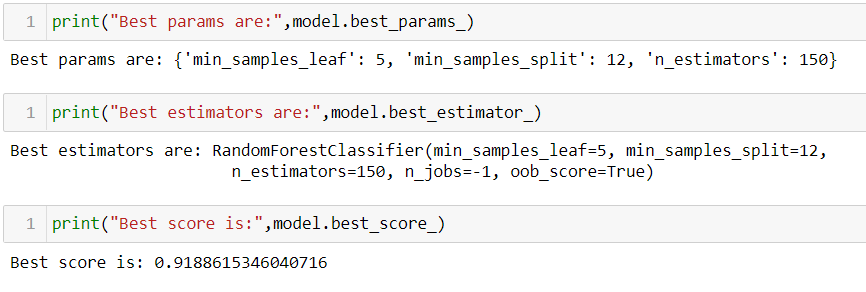 1 print("Best params are:",model.best_params_)
Best params are: {'min_samples_leaf': 5, 'min_samples_split': 12, 'n_estimators': 150}
1 print("Best estimators are:",model.best_estimator_)
Best estimators are: RandomForestClassifier(min_samples_leaf=5, min_samples_split=12,
n_estimators=150, n_jobs=-1, oob_score=True)
1 print("Best score is:",model.best_score_)
Best score is: 0.9188615346040716